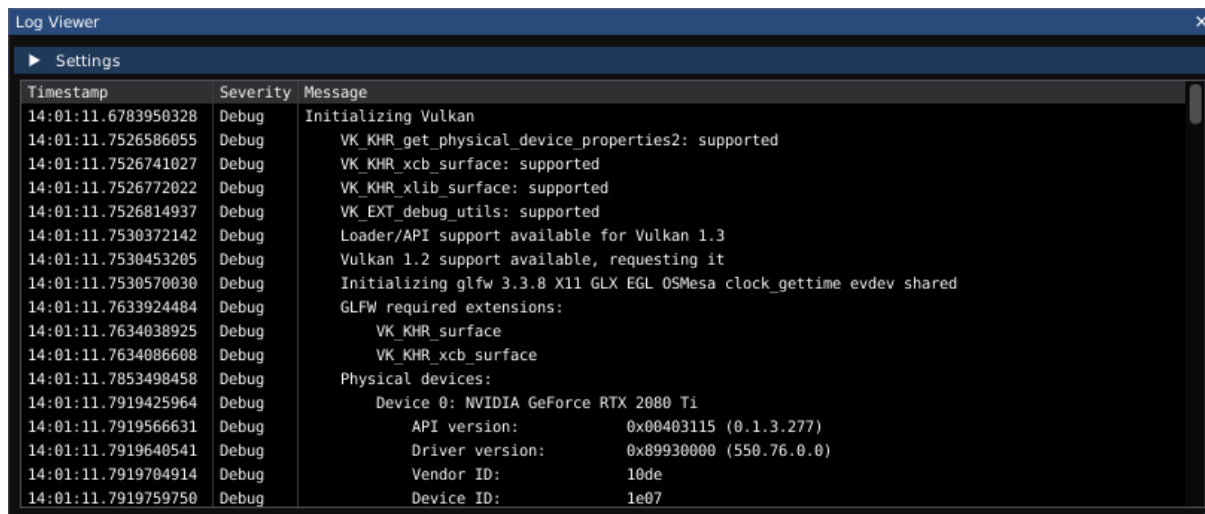 Log Viewer
Settings
Timestamp Severity Message
14:01:11.6783950328 Debug Initializing Vulkan
14:01:11.7526586055 Debug VK_KHR_get_physical_device_properties2: supported
14:01:11.7526741027 Debug VK_KHR_xcb_surface: supported
14:01:11.7526772022 Debug VK_KHR_xlib_surface: supported
14:01:11.7526814937 Debug VK_EXT_debug_utils: supported
14:01:11.7530372142 Debug Loader/API support available for Vulkan 1.3
14:01:11.7530453205 Debug Vulkan 1.2 support available, requesting it
14:01:11.7530570030 Debug Initializing glfw 3.3.8 X11 GLX EGL OSMesa clock_gettime evdev shared
14:01:11.7633924484 Debug GLFW required extensions:
14:01:11.7634038925 Debug VK_KHR_surface
14:01:11.7634086608 Debug VK_KHR_xcb_surface
14:01:11.7853498458 Debug Physical devices:
14:01:11.7919425964 Debug Device 0: NVIDIA GeForce RTX 2080 Ti
14:01:11.7919566631 Debug API version: 0x00403115 (0.1.3.277)
14:01:11.7919640541 Debug Driver version: 0x89930000 (550.76.0.0)
14:01:11.7919704914 Debug Vendor ID: 10de
14:01:11.7919759750 Debug Device ID: 1e07